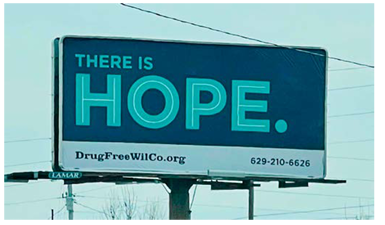 THERE IS
HOPE.
DrugFreeWilCo.org
629-210-6626
LAMAR